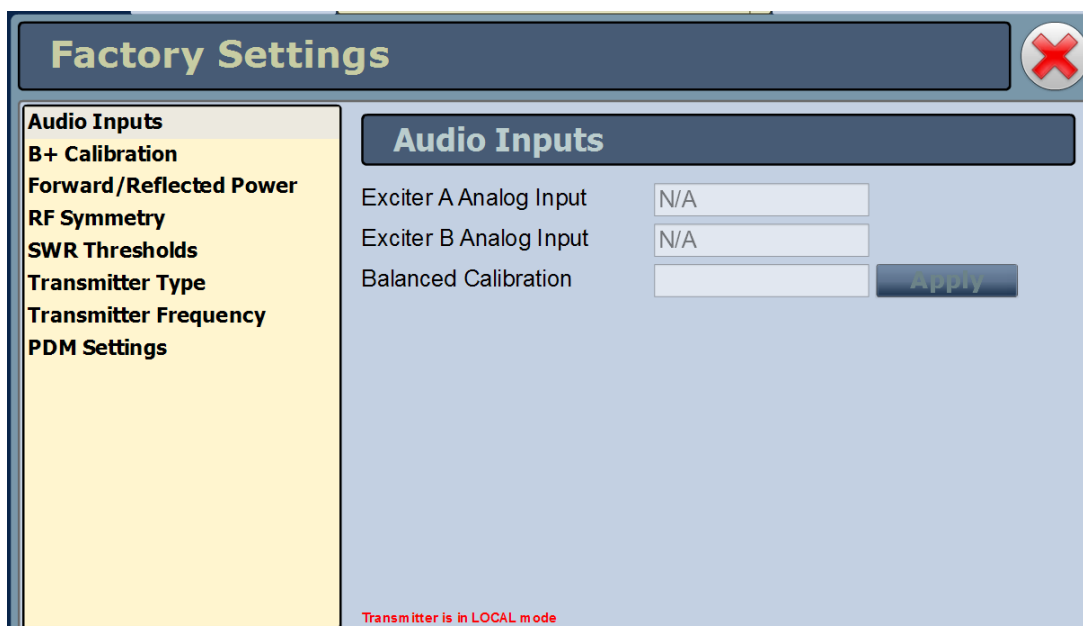 Factory Settings
Audio Inputs
B+ Calibration
Forward/Reflected Power
RF Symmetry
SWR Thresholds
Transmitter Type
Transmitter Frequency
PDM Settings
Audio Inputs
Exciter A Analog Input N/A
Exciter B Analog Input N/A
Balanced Calibration Apply
Transmitter is in LOCAL mode